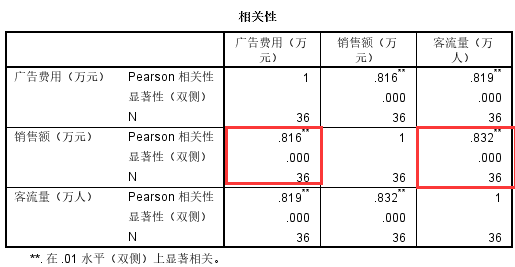 相关性
广告费用（万元） 销售额（万元） 客流量（万人）
广告费用（万元） Pearson 相关性 1 .816** .819**
显著性（双侧） .000 .000
N 36 36 36
销售额（万元） Pearson 相关性 .816** 1 .832**
显著性（双侧） .000 .000
N 36 36 36
客流量（万人） Pearson 相关性 .819** .832** 1
显著性（双侧） .000 .000
N 36 36 36
**. 在 .01 水平（双侧）上显著相关。